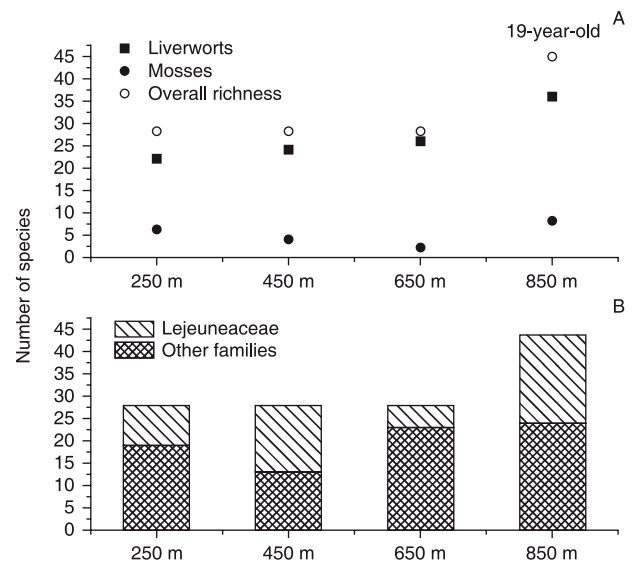 A
19-year-old
Liverworts
Mosses
Overall richness
45
40
35
30
25
20
15
10
5
0
250 m 450 m 650 m 850 m
Number of species
B
Lejeuneaceae
Other families
45
40
35
30
25
20
15
10
5
0
250 m 450 m 650 m 850 m